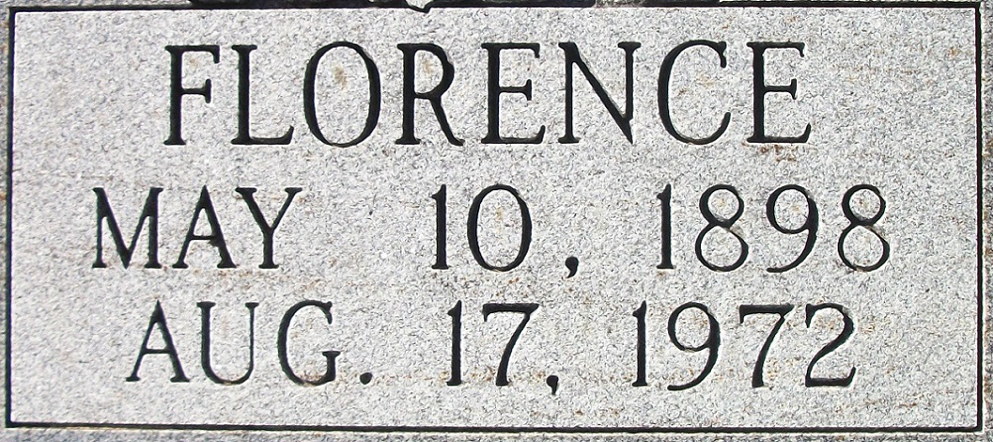 FLORENCE
MAY 10, 1898
AUG. 17, 1972